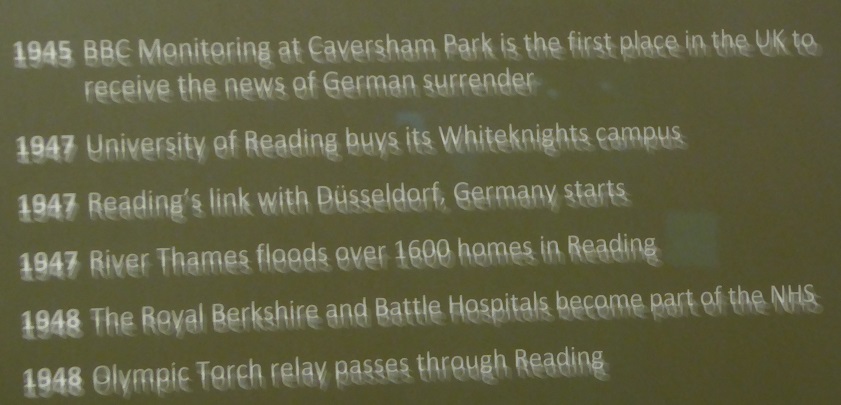 1945 BBC Monitoring at Caversham Park is the first place in the UK to
receive the news of German surrender
1947 University of Reading buys its Whiteknights campus
1947 Reading's link with Düsseldorf, Germany starts
1947 River Thames floods over 1600 homes in Reading
1948 The Royal Berkshire and Battle Hospitals become part of the NHS
1948 Olympic Torch relay passes through Reading